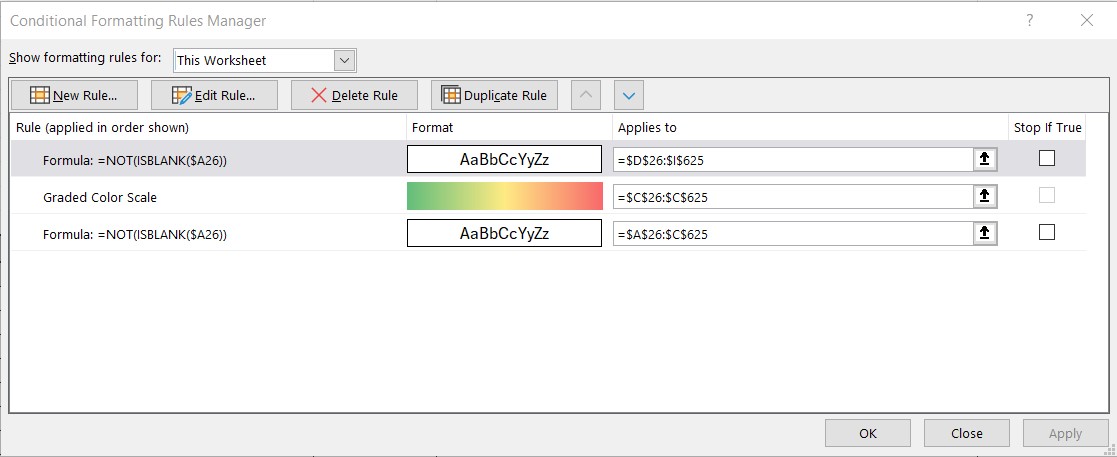 Conditional Formatting Rules Manager ?
Show formatting rules for: This Worksheet
New Rule... Edit Rule... Delete Rule Duplicate Rule
Rule (applied in order shown) Format Applies to Stop If True
Formula: =NOT(ISBLANK($A26)) AaBbCcYyZz =$D$26:$I$625
Graded Color Scale =$C$26:$C$625
Formula: =NOT(ISBLANK($A26)) AaBbCcYyZz =$A$26:$C$625
OK Close Apply